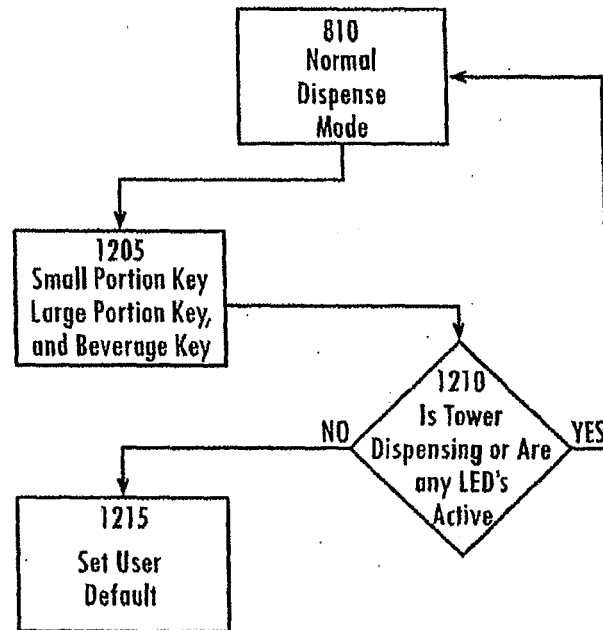 810
Normal
Dispense
Mode
1205
Small Portion Key
Large Portion Key,
and Beverage Key
1210
Is Tower
Dispensing or Are
any LED's
Active
NO
YES
1215
Set User
Default